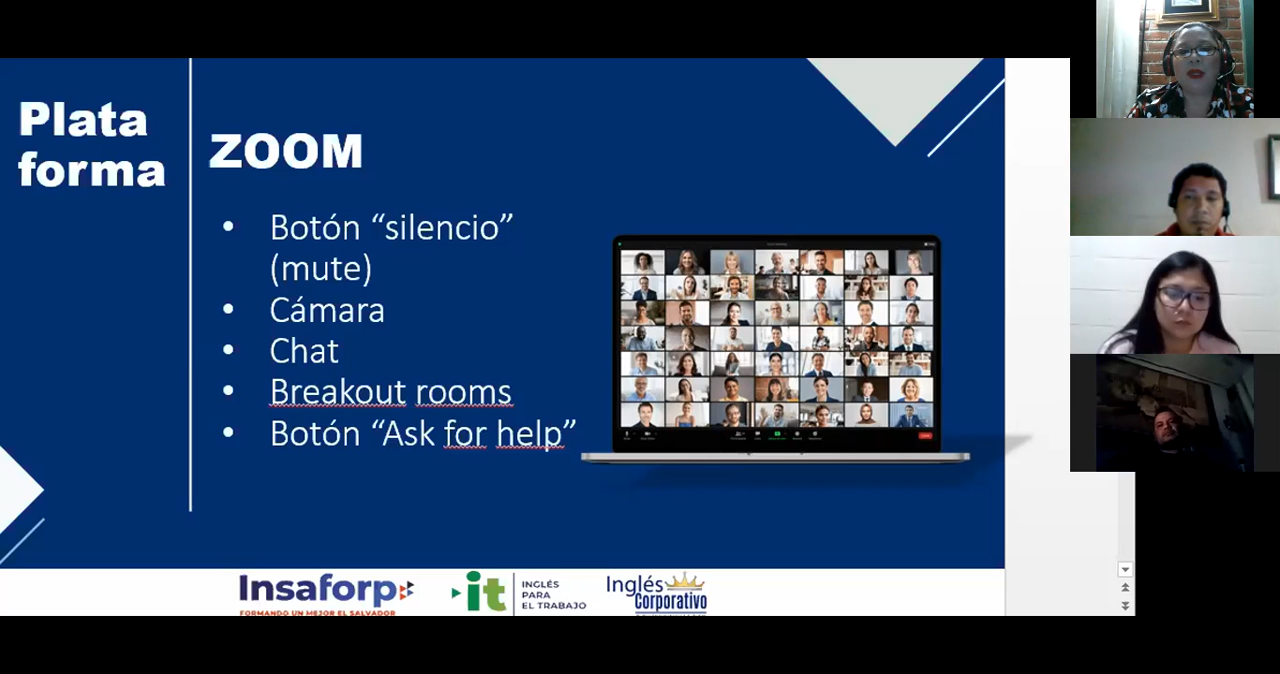 Plata
forma
ZOOM
• Botón “silencio”
(mute)
• Cámara
• Chat
• Breakout rooms
• Botón “Ask for help”
Insaforp
FORMANDO UN MEJOR EL SALVADOR
it
INGLÉS
PARA
EL TRABAJO
Inglés
Corporativo